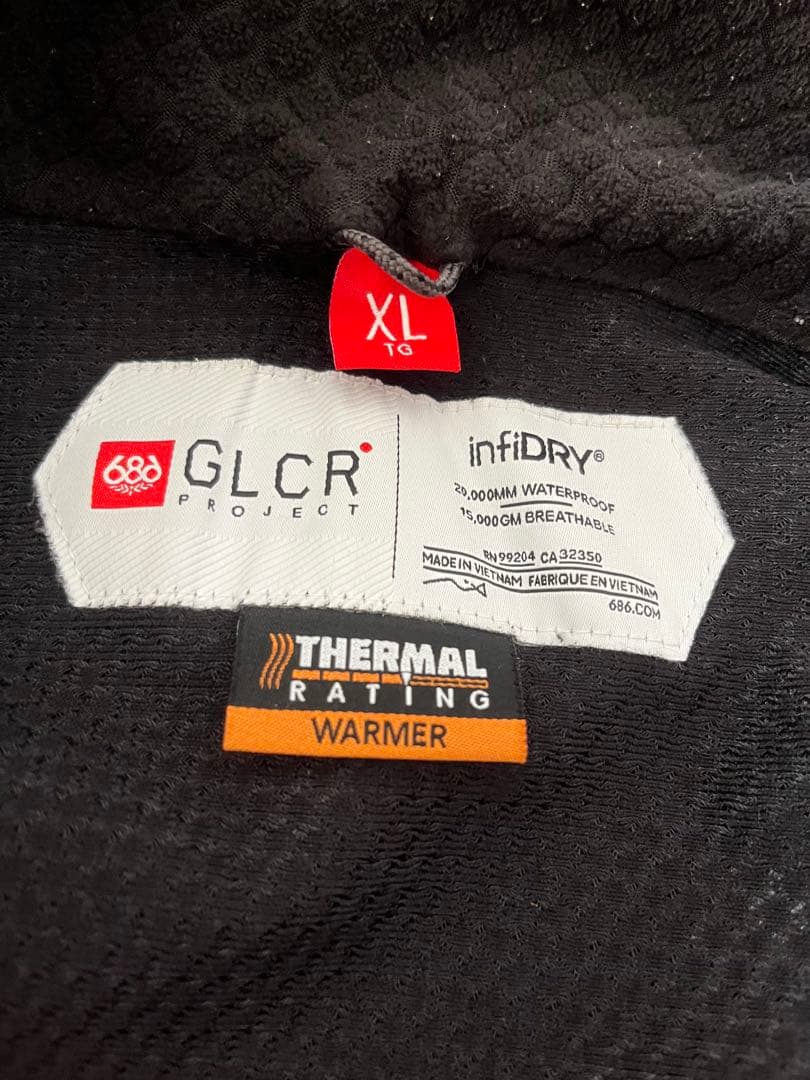 XL
TG
686 GLCR
PROJECT
infiDRY®
20,000MM WATERPROOF
15,000GM BREATHABLE
RN 99204 CA 32350
MADE IN VIETNAM FABRIQUE EN VIETNAM
686.COM
THERMAL
RATING
WARMER